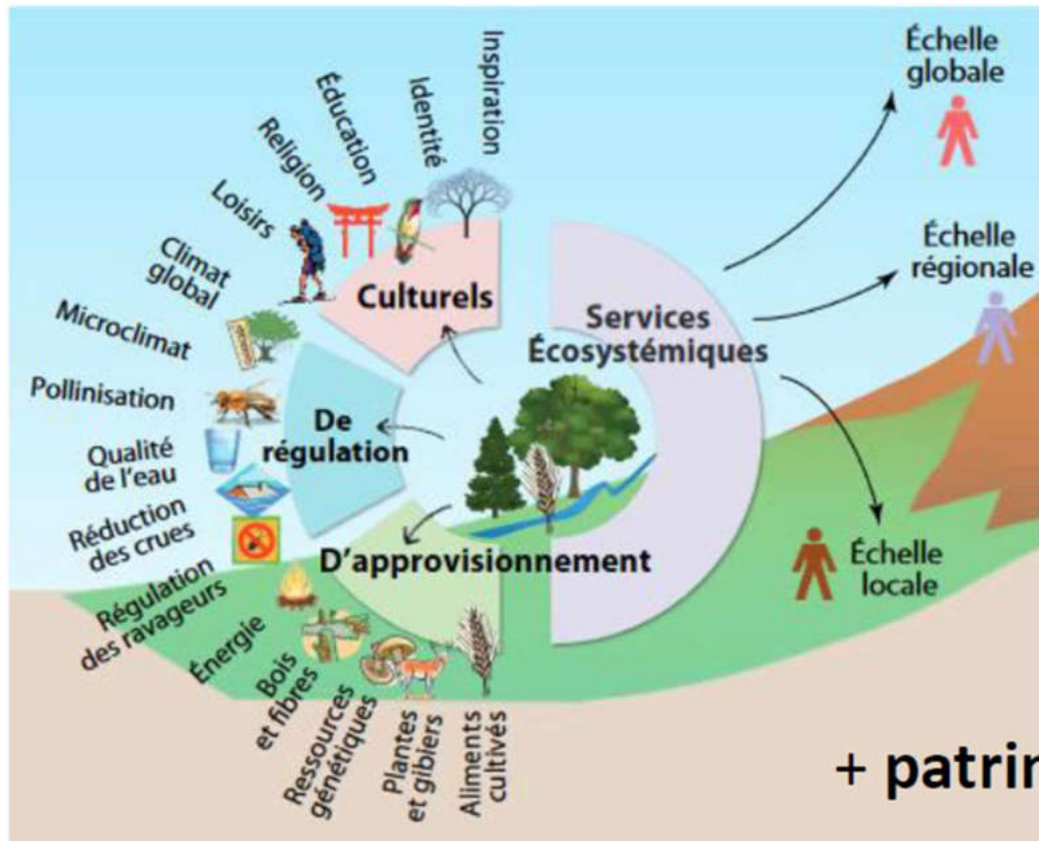 Inspiration
Identité
Éducation
Religion
Loisirs
Climat
global
Microclimat
Pollinisation
Qualité
de l'eau
Réduction
des crues
Régulation
des ravageurs
Énergie
Bois
et fibres
Ressources
génétiques
Plantes
et gibiers
Aliments
cultivés
Culturels
De
régulation
D'approvisionnement
Services
Écosystémiques
Échelle
globale
Échelle
régionale
Échelle
locale
+ patrin